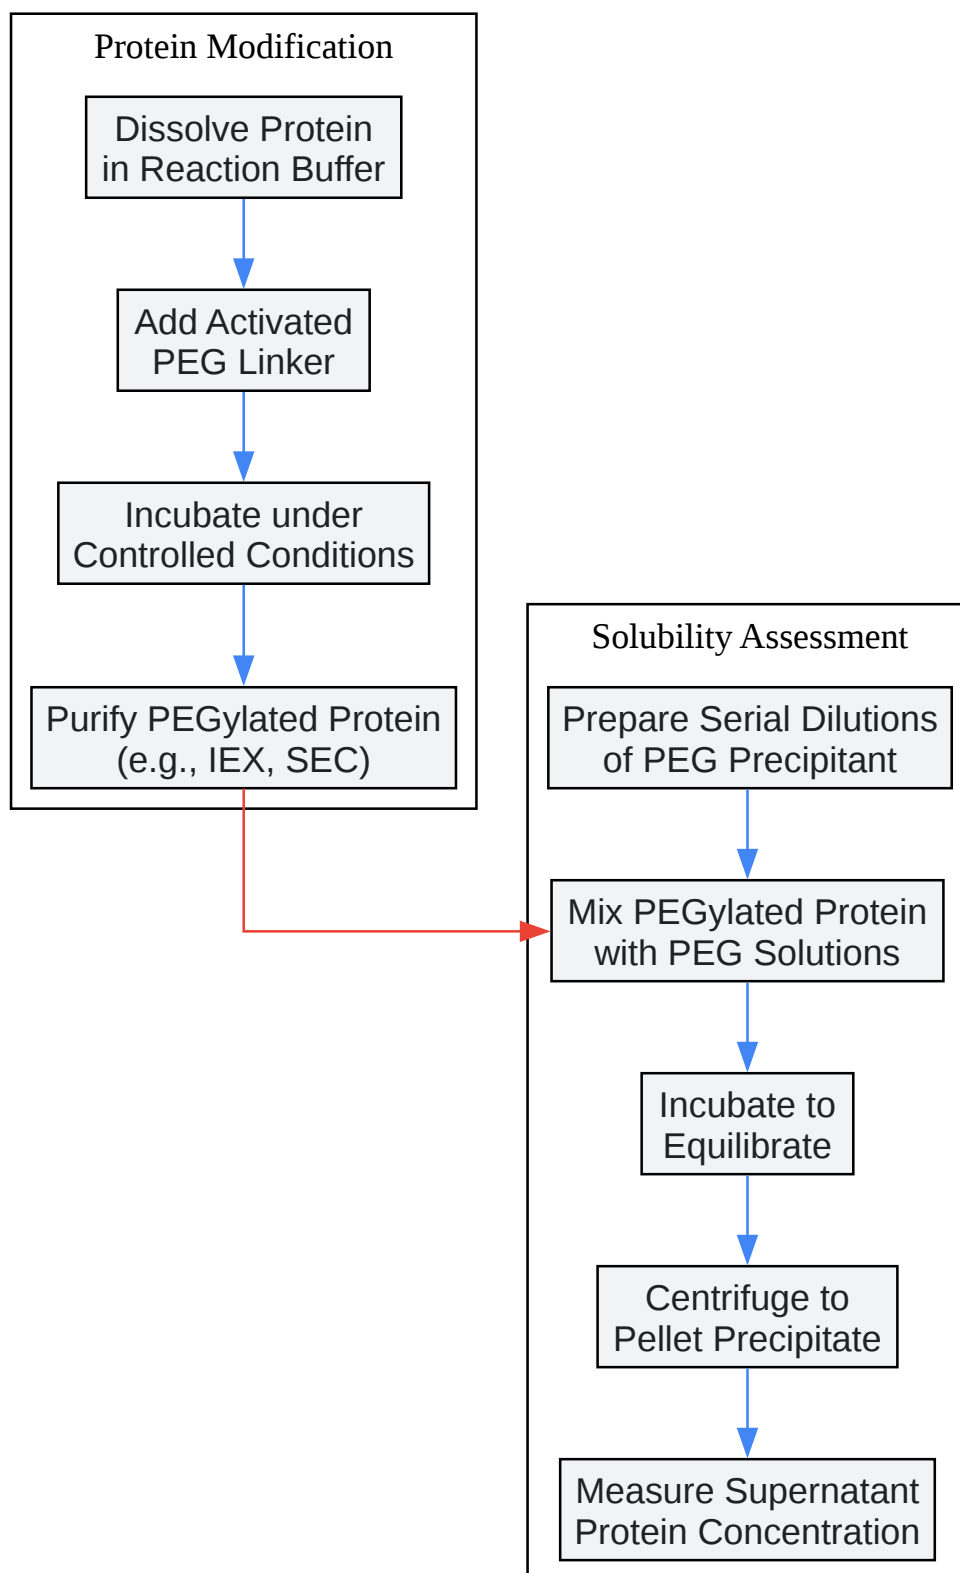 Protein Modification
Dissolve Protein
in Reaction Buffer
Add Activated
PEG Linker
Incubate under
Controlled Conditions
Purify PEGylated Protein
(e.g., IEX, SEC)
Solubility Assessment
Prepare Serial Dilutions
of PEG Precipitant
Mix PEGylated Protein
with PEG Solutions
Incubate to
Equilibrate
Centrifuge to
Pellet Precipitate
Measure Supernatant
Protein Concentration